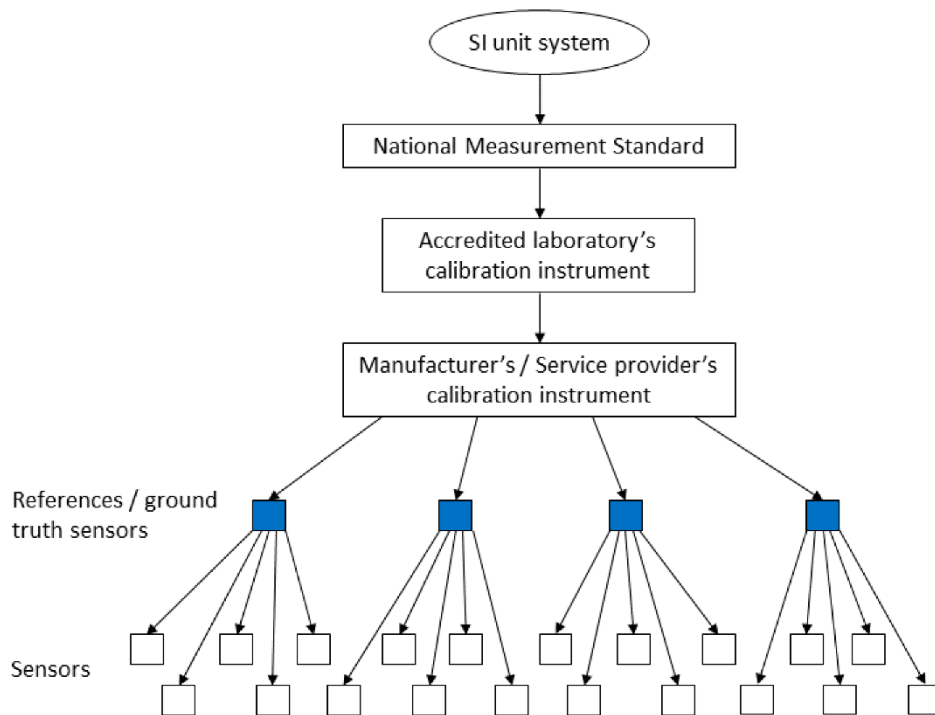 SI unit system
National Measurement Standard
Accredited laboratory’s
calibration instrument
Manufacturer’s / Service provider’s
calibration instrument
References / ground
truth sensors
Sensors